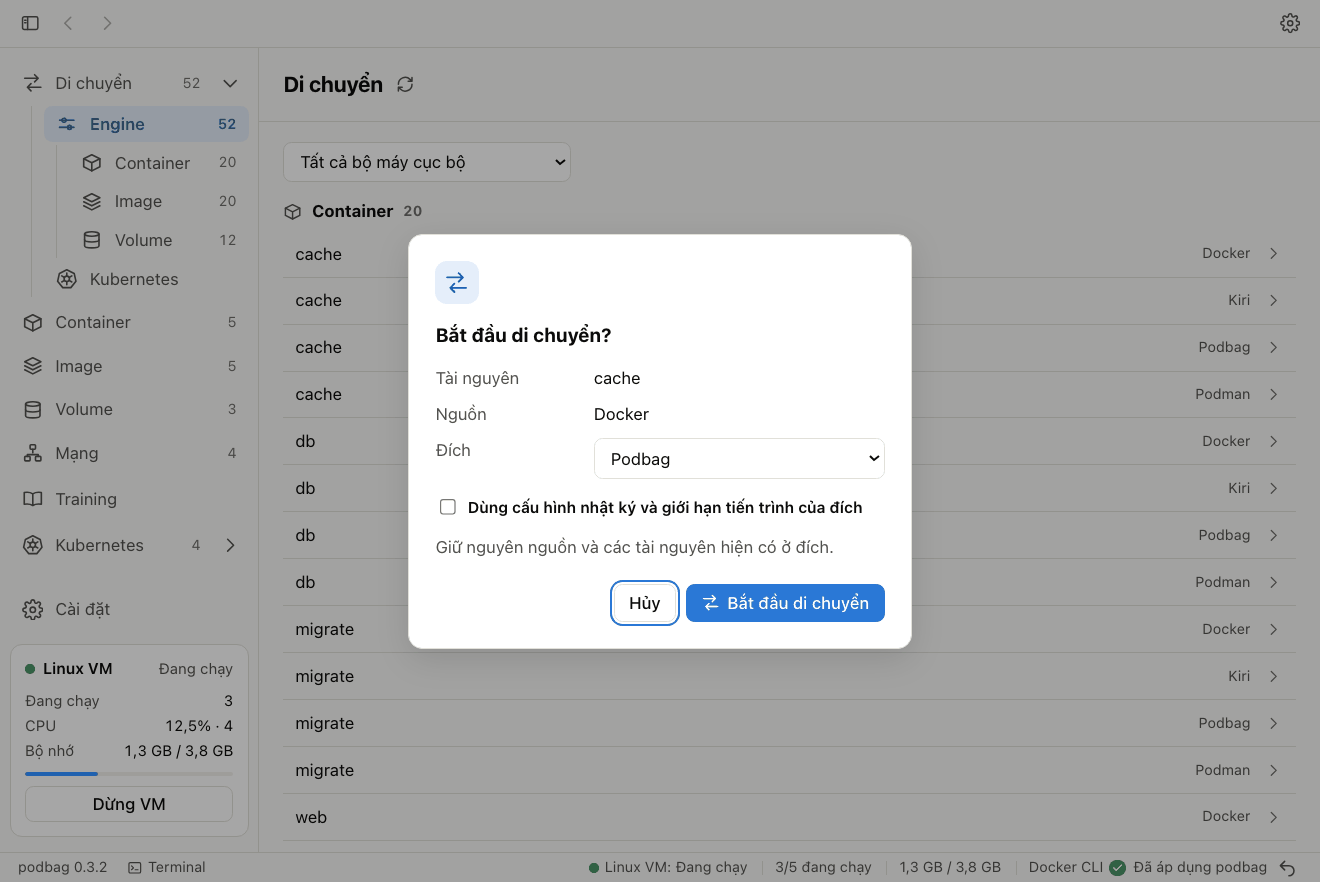 Di chuyển 52
Engine 52
Container 20
Image 20
Volume 12
Kubernetes
Container 5
Image 5
Volume 3
Mạng 4
Training
Kubernetes 4
Cài đặt
Linux VM Đang chạy
Đang chạy 3
CPU 12,5% · 4
Bộ nhớ 1,3 GB / 3,8 GB
Dừng VM
Di chuyển
Tất cả bộ máy cục bộ
Container 20
cache Docker
cache Kiri
cache Podbag
cache Podman
db Docker
db Kiri
db Podbag
db Podman
migrate Docker
migrate Kiri
migrate Podbag
migrate Podman
web Docker
Bắt đầu di chuyển?
Tài nguyên cache
Nguồn Docker
Đích Podbag
Dùng cấu hình nhật ký và giới hạn tiến trình của đích
Giữ nguyên nguồn và các tài nguyên hiện có ở đích.
Hủy Bắt đầu di chuyển
podbag 0.3.2 Terminal Linux VM: Đang chạy 3/5 đang chạy 1,3 GB / 3,8 GB Docker CLI Đã áp dụng podbag